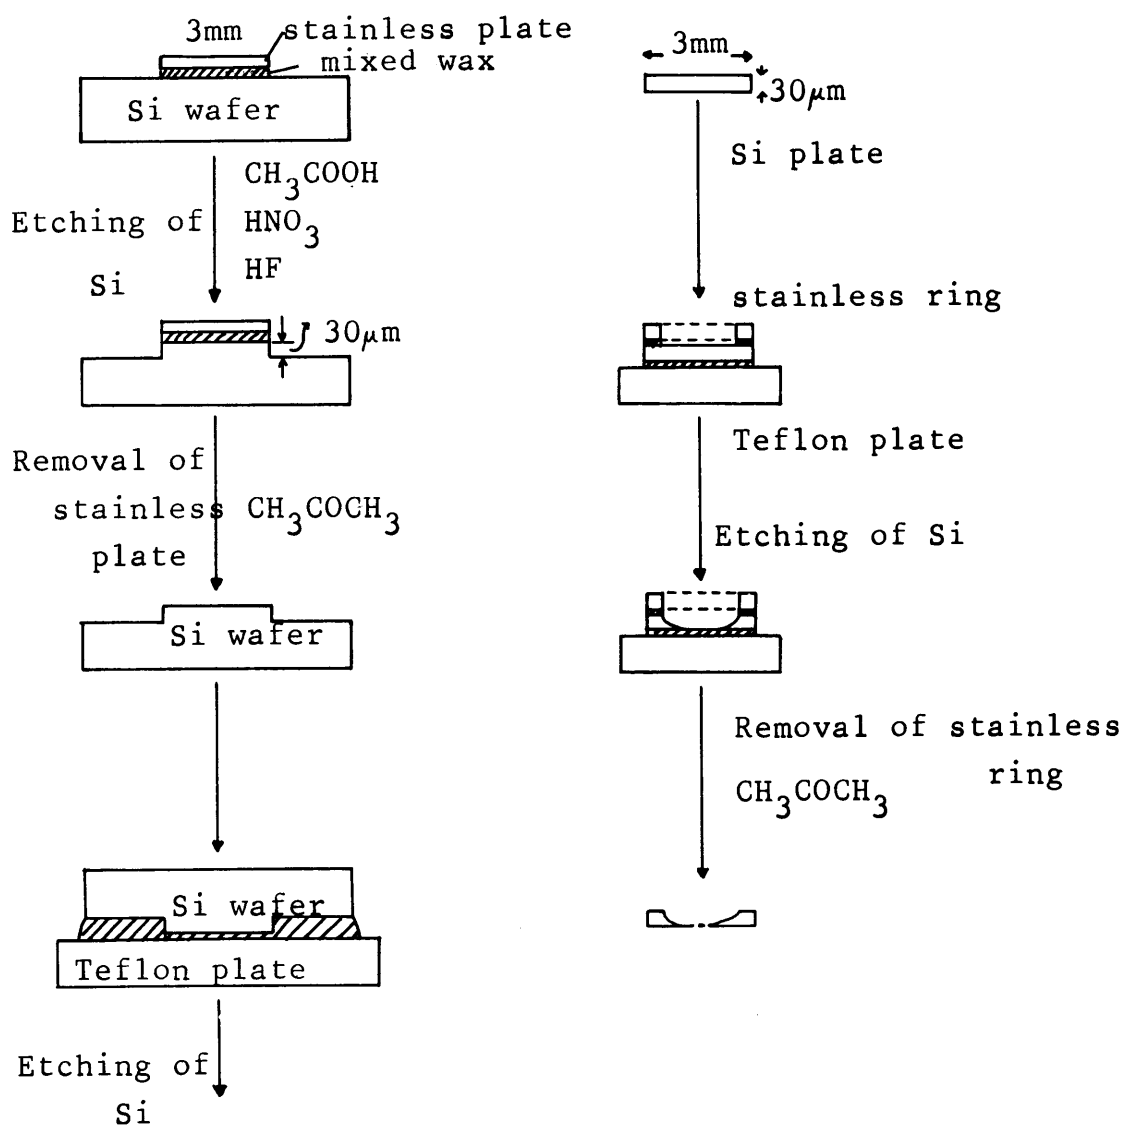 3mm stainless plate
mixed wax
Si wafer
CH3COOH
Etching of HNO3
Si HF
30μm
Removal of
stainless CH3COCH3
plate
Si wafer
Si wafer
Teflon plate
Etching of
Si
3mm
30μm
Si plate
stainless ring
Teflon plate
Etching of Si
Removal of stainless
ring
CH3COCH3